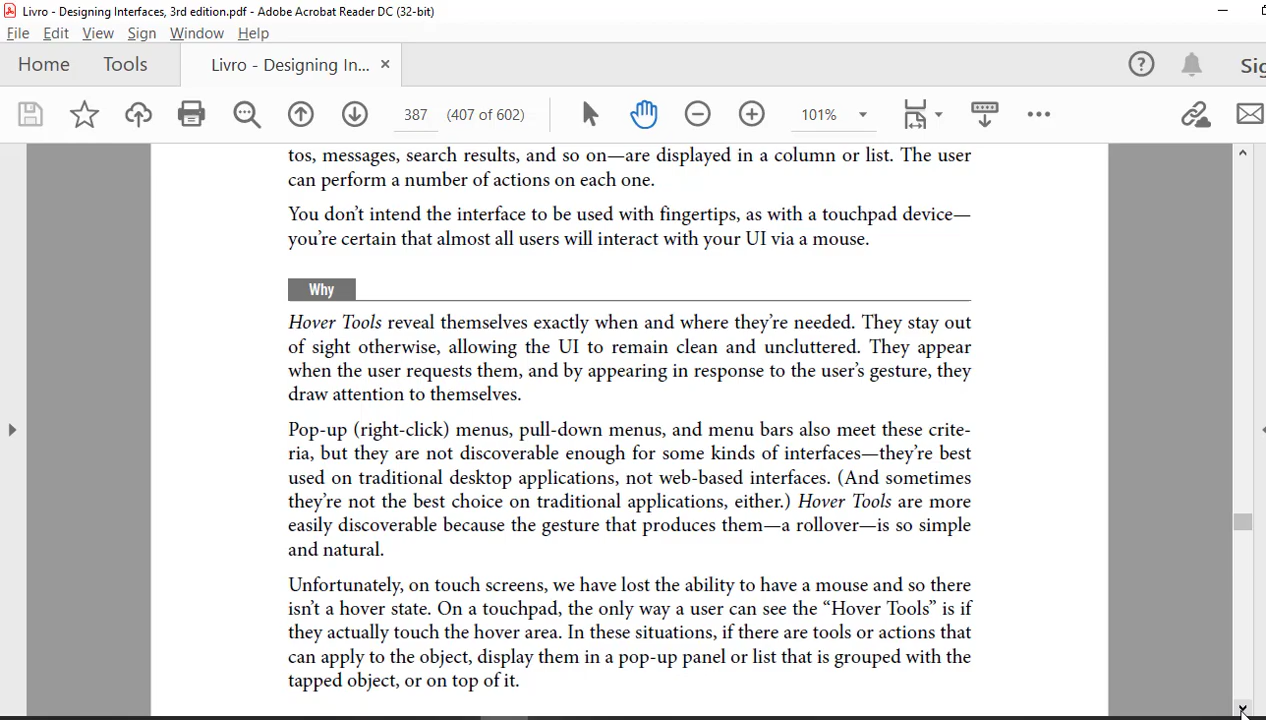 Livro - Designing Interfaces, 3rd edition.pdf - Adobe Acrobat Reader DC (32-bit)
File Edit View Sign Window Help
Home Tools Livro - Designing In... × ? Sig
387 (407 of 602) 101%
tos, messages, search results, and so on—are displayed in a column or list. The user
can perform a number of actions on each one.
You don’t intend the interface to be used with fingertips, as with a touchpad device—
you’re certain that almost all users will interact with your UI via a mouse.
Why
Hover Tools reveal themselves exactly when and where they’re needed. They stay out
of sight otherwise, allowing the UI to remain clean and uncluttered. They appear
when the user requests them, and by appearing in response to the user’s gesture, they
draw attention to themselves.
Pop-up (right-click) menus, pull-down menus, and menu bars also meet these crite-
ria, but they are not discoverable enough for some kinds of interfaces—they’re best
used on traditional desktop applications, not web-based interfaces. (And sometimes
they’re not the best choice on traditional applications, either.) Hover Tools are more
easily discoverable because the gesture that produces them—a rollover—is so simple
and natural.
Unfortunately, on touch screens, we have lost the ability to have a mouse and so there
isn’t a hover state. On a touchpad, the only way a user can see the “Hover Tools” is if
they actually touch the hover area. In these situations, if there are tools or actions that
can apply to the object, display them in a pop-up panel or list that is grouped with the
tapped object, or on top of it.